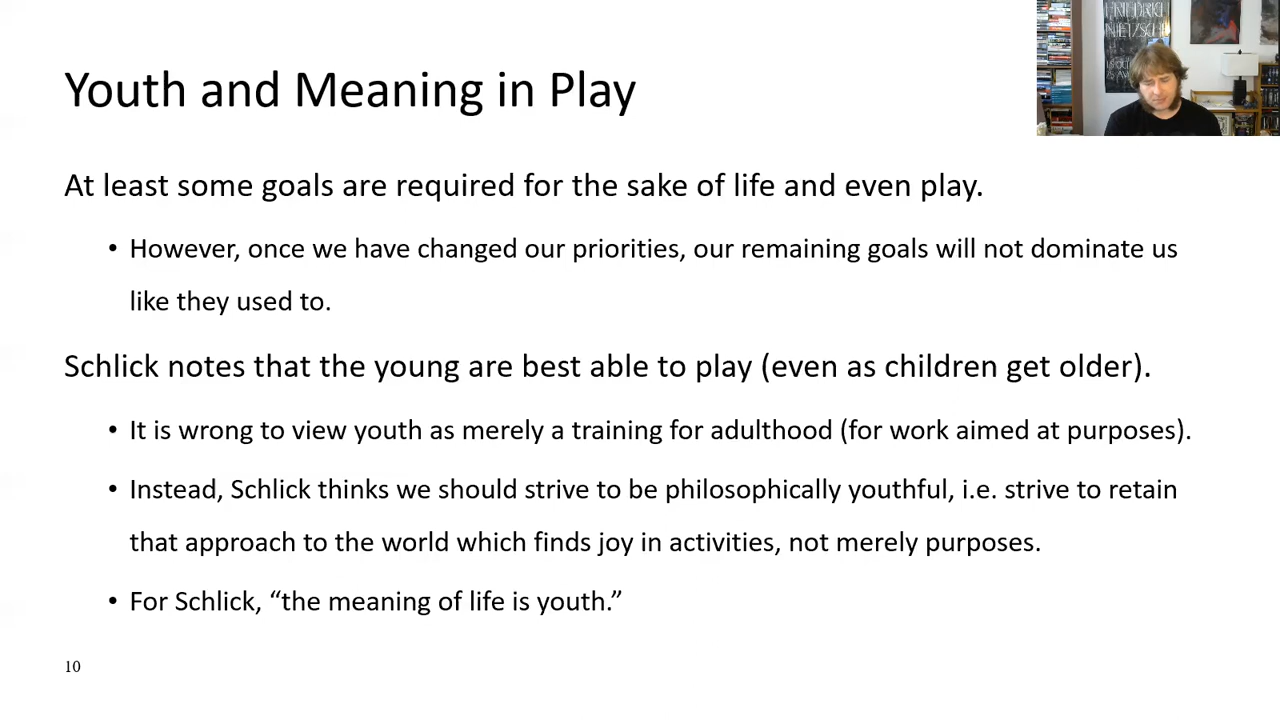 FRIEDRICH
NIETZSCHE
Youth and Meaning in Play
At least some goals are required for the sake of life and even play.
• However, once we have changed our priorities, our remaining goals will not dominate us
like they used to.
Schlick notes that the young are best able to play (even as children get older).
• It is wrong to view youth as merely a training for adulthood (for work aimed at purposes).
• Instead, Schlick thinks we should strive to be philosophically youthful, i.e. strive to retain
that approach to the world which finds joy in activities, not merely purposes.
• For Schlick, “the meaning of life is youth.”
10